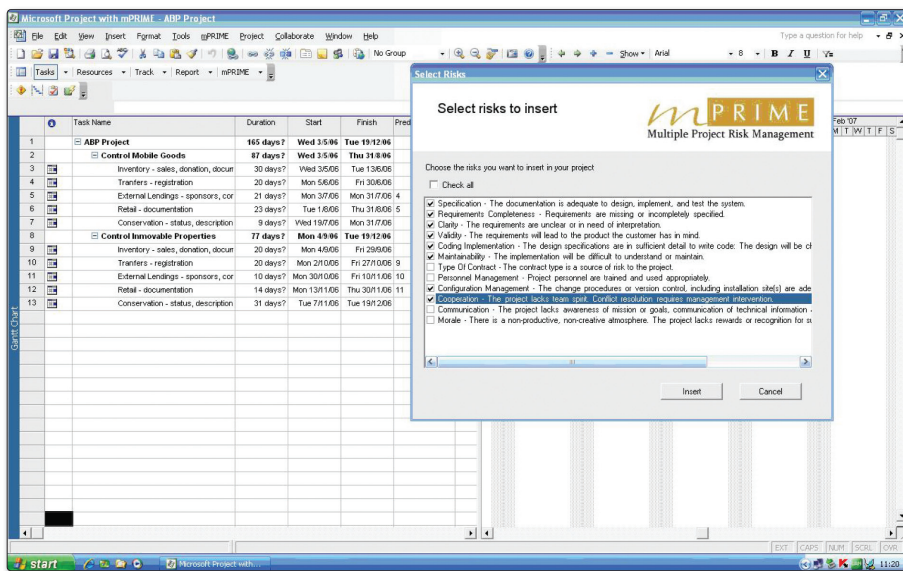 Microsoft Project with mPRIME - ABP Project
File Edit View Insert Format Tools mPRIME Project Collaborate Window Help Type a question for help
No Group Show Arial 8 B I U
Tasks Resources Track Report mPRIME
Task Name Duration Start Finish Pred
1 ABP Project 165 days? Wed 3/5/06 Tue 19/12/06
2 Control Mobile Goods 87 days? Wed 3/5/06 Thu 31/8/06
3 Inventory - sales, donation, docun 30 days? Wed 3/5/06 Tue 13/6/06
4 Tranfers - registration 20 days? Mon 5/6/06 Fri 30/6/06
5 External Lendings - sponsors, cor 21 days? Mon 3/7/06 Mon 31/7/06 4
6 Retail - documentation 23 days? Tue 1/8/06 Thu 31/8/06 5
7 Conservation - status, description 9 days? Wed 19/7/06 Mon 31/7/06
8 Control Inmovable Properties 77 days? Mon 4/9/06 Tue 19/12/06
9 Inventory - sales, donation, docun 20 days? Mon 4/9/06 Fri 29/9/06
10 Tranfers - registration 20 days? Mon 2/10/06 Fri 27/10/06 9
11 External Lendings - sponsors, cor 10 days? Mon 30/10/06 Fri 10/11/06 10
12 Retail - documentation 14 days? Mon 13/11/06 Thu 30/11/06 11
13 Conservation - status, description 31 days? Tue 7/11/06 Tue 19/12/06
Gantt Chart
Feb '07
M T W T F S
Select Risks
Select risks to insert
mPRIME
Multiple Project Risk Management
Choose the risks you want to insert in your project
Check all
Specification - The documentation is adequate to design, implement, and test the system.
Requirements Completeness - Requirements are missing or incompletely specified.
Clarity - The requirements are unclear or in need of interpretation.
Validity - The requirements will lead to the product the customer has in mind.
Coding Implementation - The design specifications are in sufficient detail to write code: The design will be ch
Maintainability - The implementation will be difficult to understand or maintain.
Type Of Contract - The contract type is a source of risk to the project.
Personnel Management - Project personnel are trained and used appropriately.
Configuration Management - The change procedures or version control, including installation site(s) are ade
Cooperation - The project lacks team spirit. Conflict resolution requires management intervention.
Communication - The project lacks awareness of mission or goals, communication of technical information
Morale - There is a non-productive, non-creative atmosphere. The project lacks rewards or recognition for su
Insert Cancel
EXT CAPS NUM SCRL OVR
start Microsoft Project with... 11:20